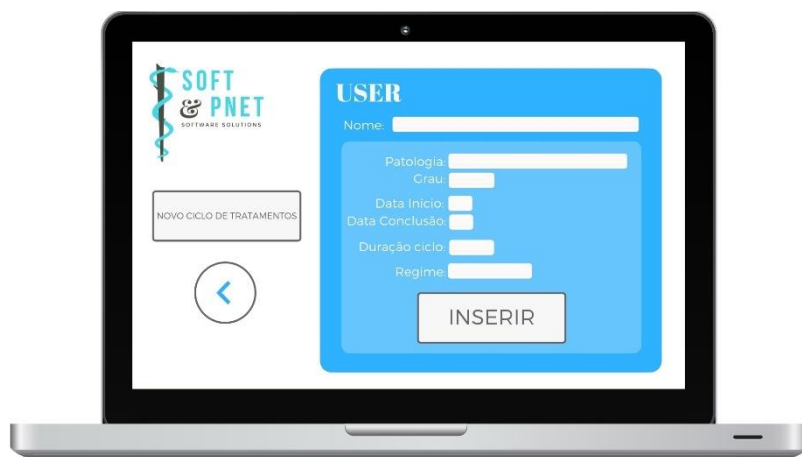 SOFT
& PNET
SOFTWARE SOLUTIONS
NOVO CICLO DE TRATAMENTOS
USER
Nome:
Patologia:
Grau:
Data Início:
Data Conclusão:
Duração ciclo:
Regime:
INSERIR